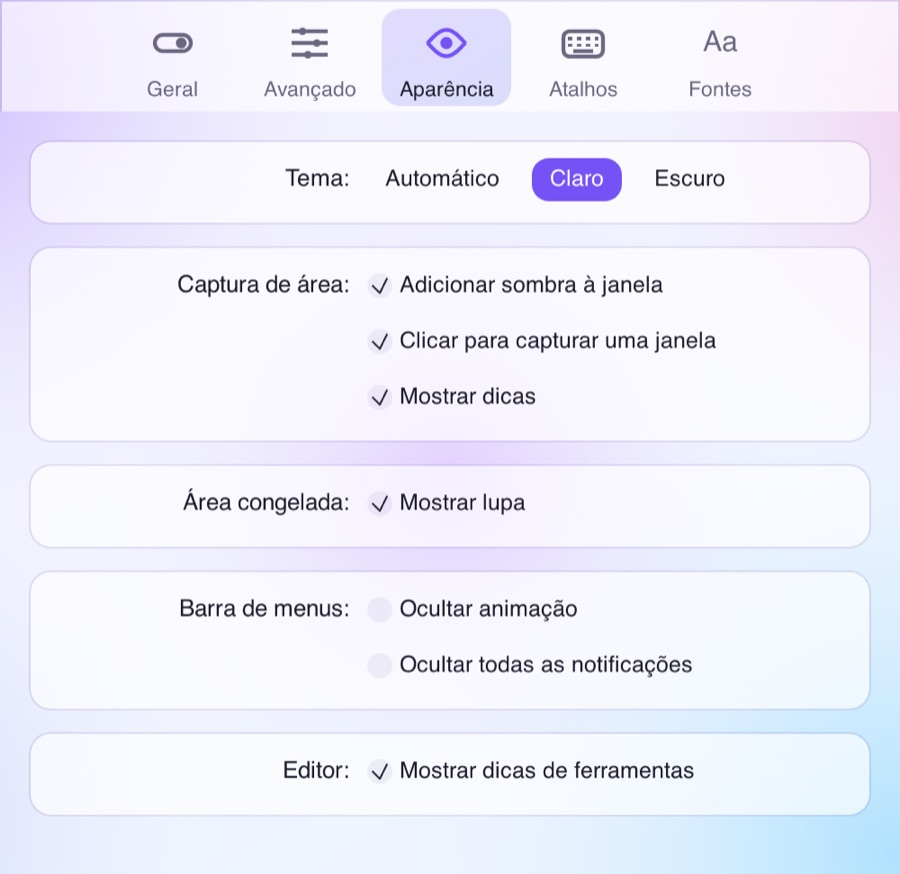 Geral
Avançado
Aparência
Aa
Atalhos
Fontes
Tema: Automático Claro Escuro
Captura de área: Adicionar sombra à janela
Clicar para capturar uma janela
Mostrar dicas
Área congelada: Mostrar lupa
Barra de menus: Ocultar animação
Ocultar todas as notificações
Editor: Mostrar dicas de ferramentas